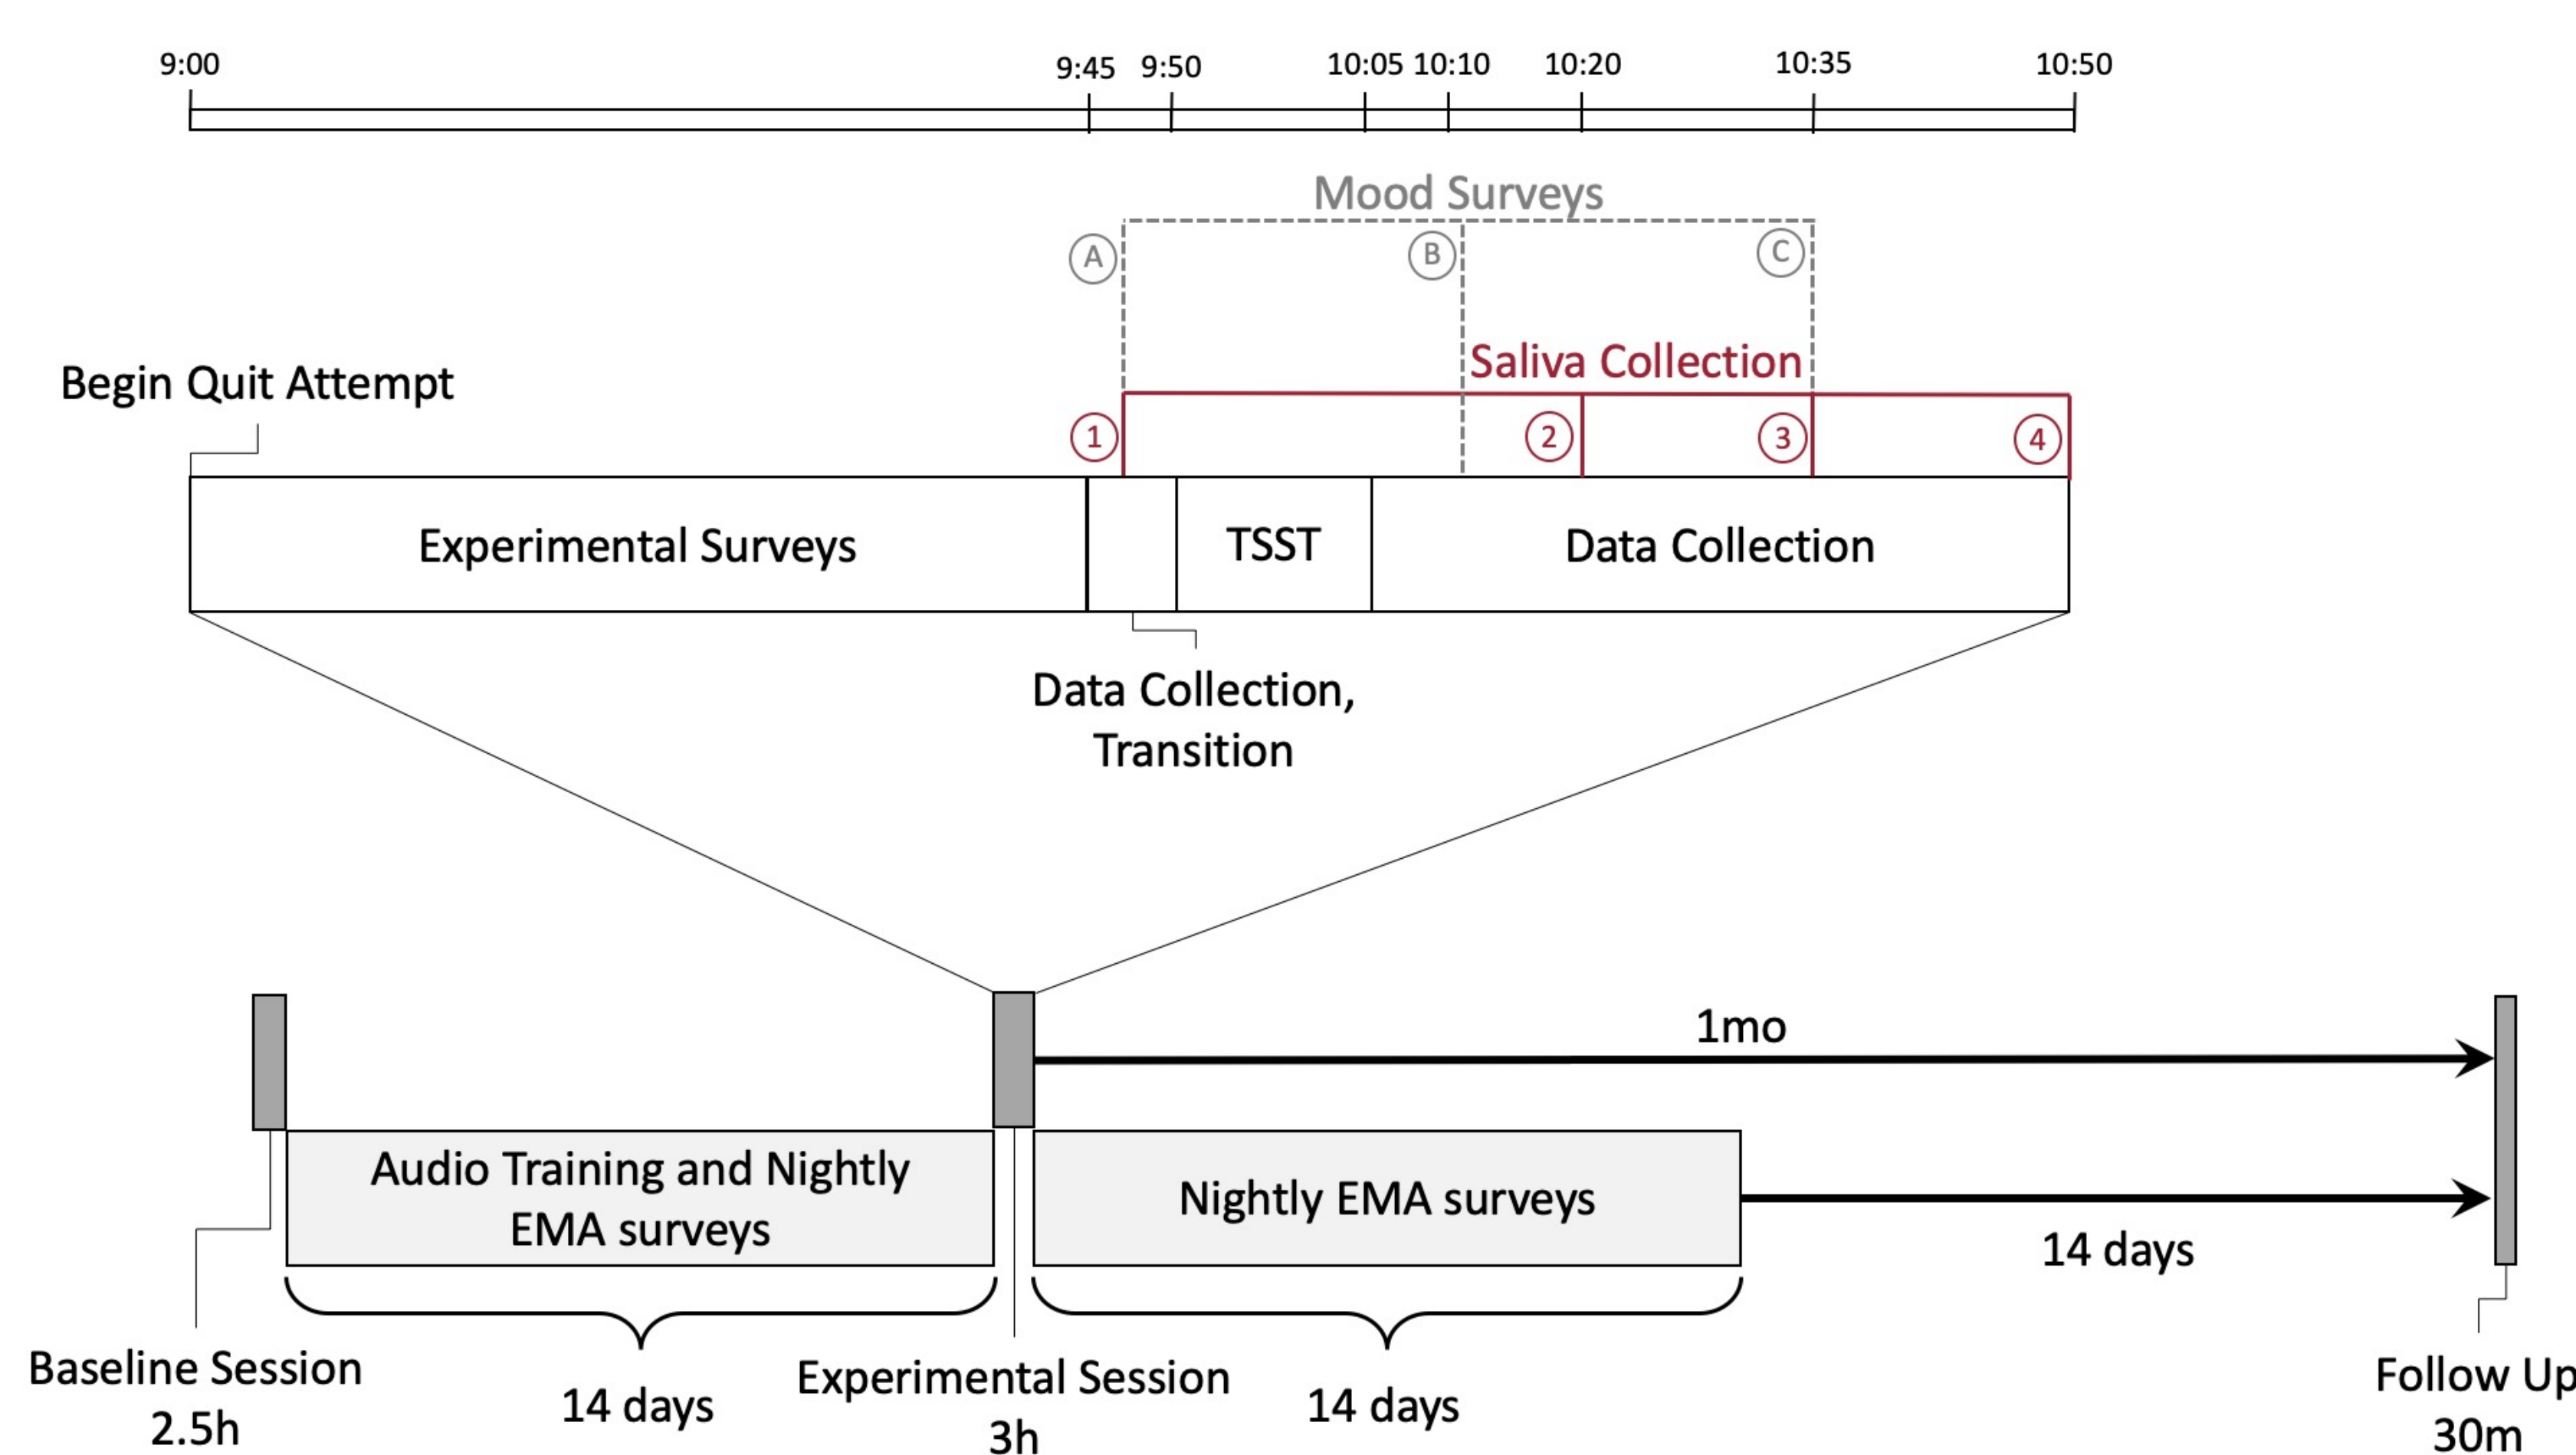 9:00
9:45
9:50
10:05
10:10
10:20
10:35
10:50
Mood Surveys
A
B
C
Saliva Collection
Begin Quit Attempt
1
2
3
4
Experimental Surveys
TSST
Data Collection
Data Collection,
Transition
1mo
Audio Training and Nightly
EMA surveys
Nightly EMA surveys
14 days
Baseline Session
2.5h
14 days
Experimental Session
3h
14 days
Follow Up
30m